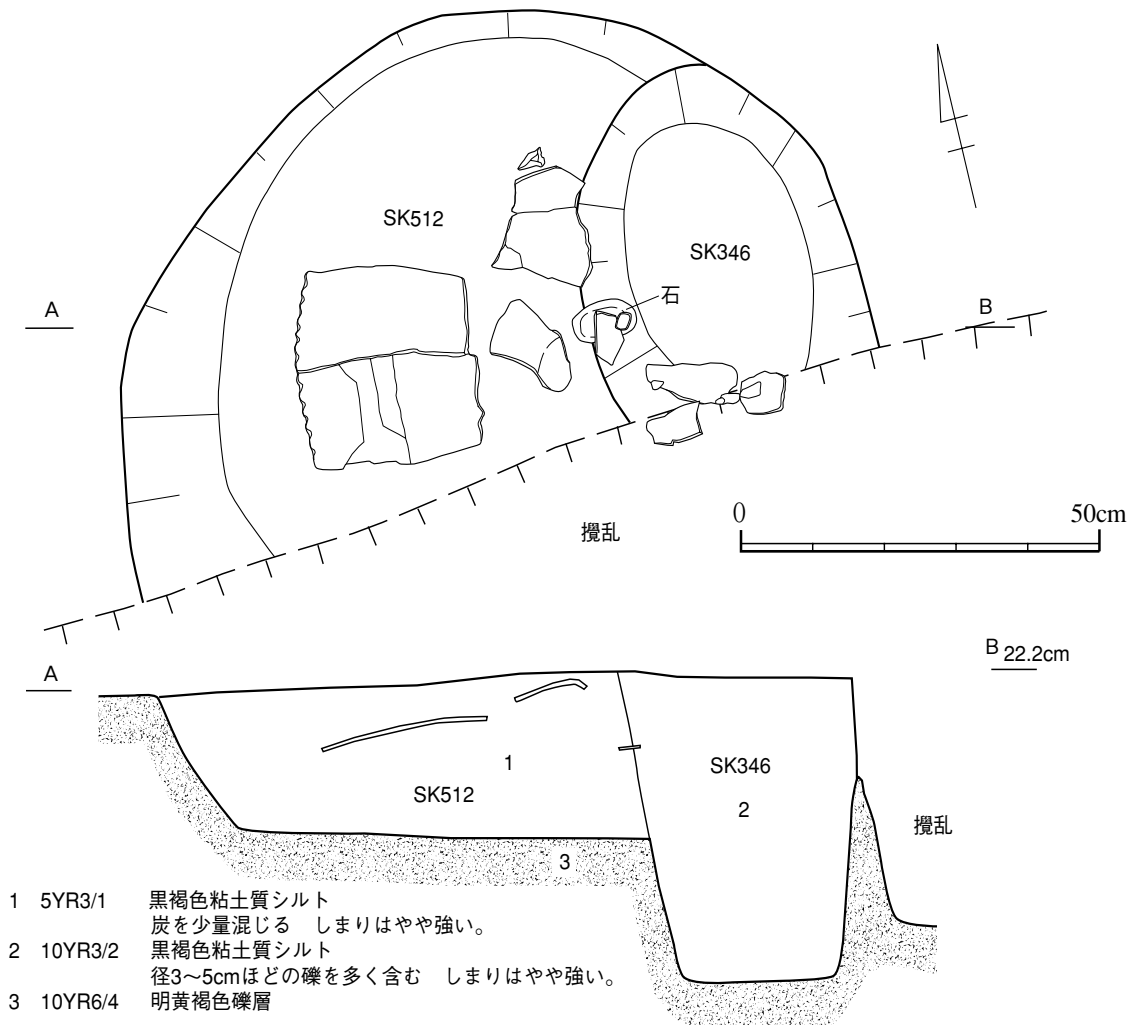 SK512
SK346
石
A
B
攪乱
0 50cm
A
B 22.2cm
1
SK512
SK346
2
攪乱
3
1 5YR3/1 黒褐色粘土質シルト
炭を少量混じる しまりはやや強い。
2 10YR3/2 黒褐色粘土質シルト
径3～5cmほどの礫を多く含む しまりはやや強い。
3 10YR6/4 明黄褐色礫層